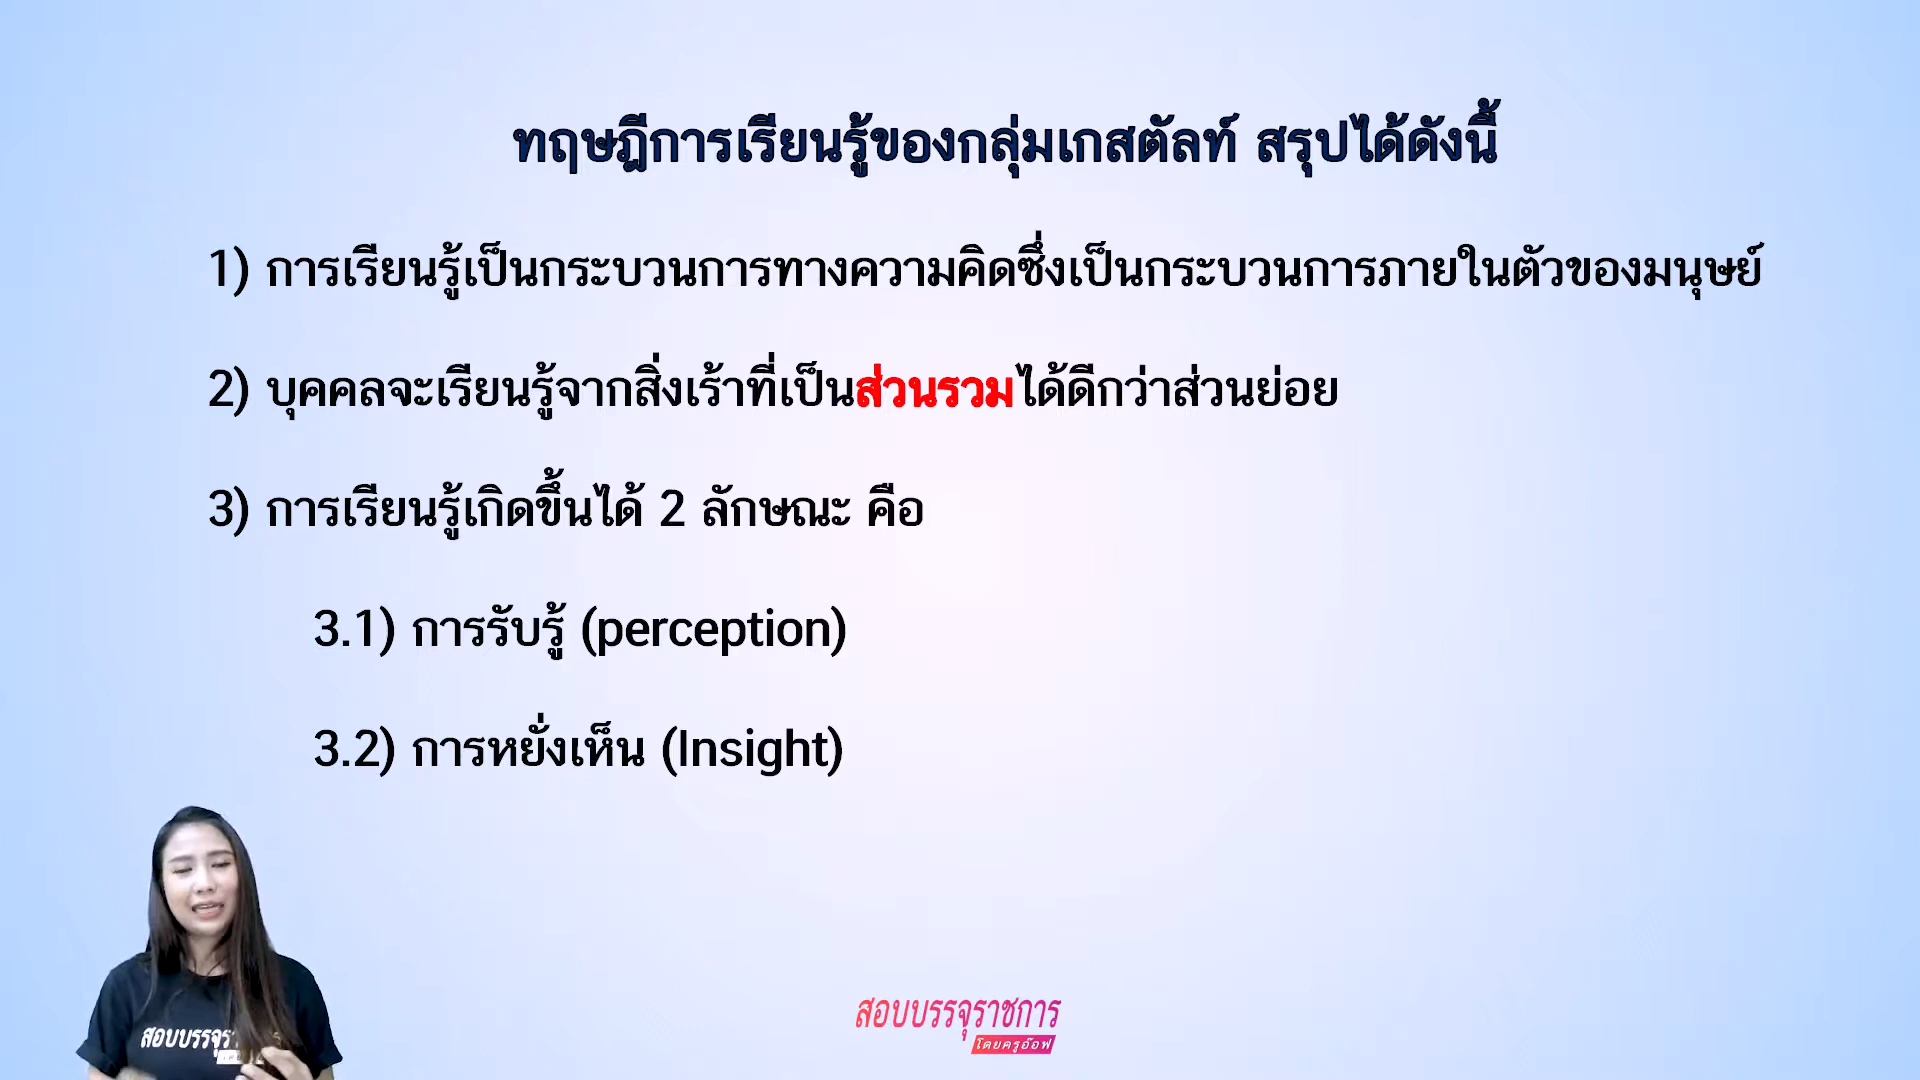 ทฤษฎีการเรียนรู้ของกลุ่มเกสตัลท์ สรุปได้ดังนี้
1) การเรียนรู้เป็นกระบวนการทางความคิดซึ่งเป็นกระบวนการภายในตัวของมนุษย์
2) บุคคลจะเรียนรู้จากสิ่งเร้าที่เป็นส่วนรวมได้ดีกว่าส่วนย่อย
3) การเรียนรู้เกิดขึ้นได้ 2 ลักษณะ คือ
3.1) การรับรู้ (perception)
3.2) การหยั่งเห็น (Insight)
สอบบรรจุราชการ
โดยครูอ๊อฟ
สอบบรรจุรา